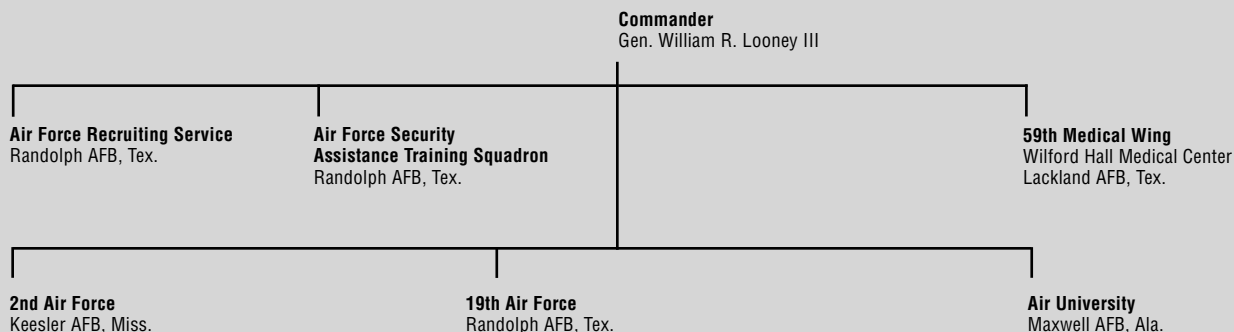 Commander
Gen. William R. Looney III
Air Force Recruiting Service
Randolph AFB, Tex.
Air Force Security
Assistance Training Squadron
Randolph AFB, Tex.
59th Medical Wing
Wilford Hall Medical Center
Lackland AFB, Tex.
2nd Air Force
Keesler AFB, Miss.
19th Air Force
Randolph AFB, Tex.
Air University
Maxwell AFB, Ala.